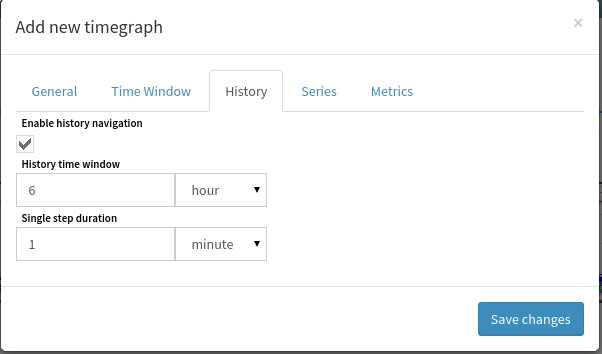 Add new timegraph
×
General Time Window History Series Metrics
Enable history navigation
History time window
6 hour
Single step duration
1 minute
Save changes